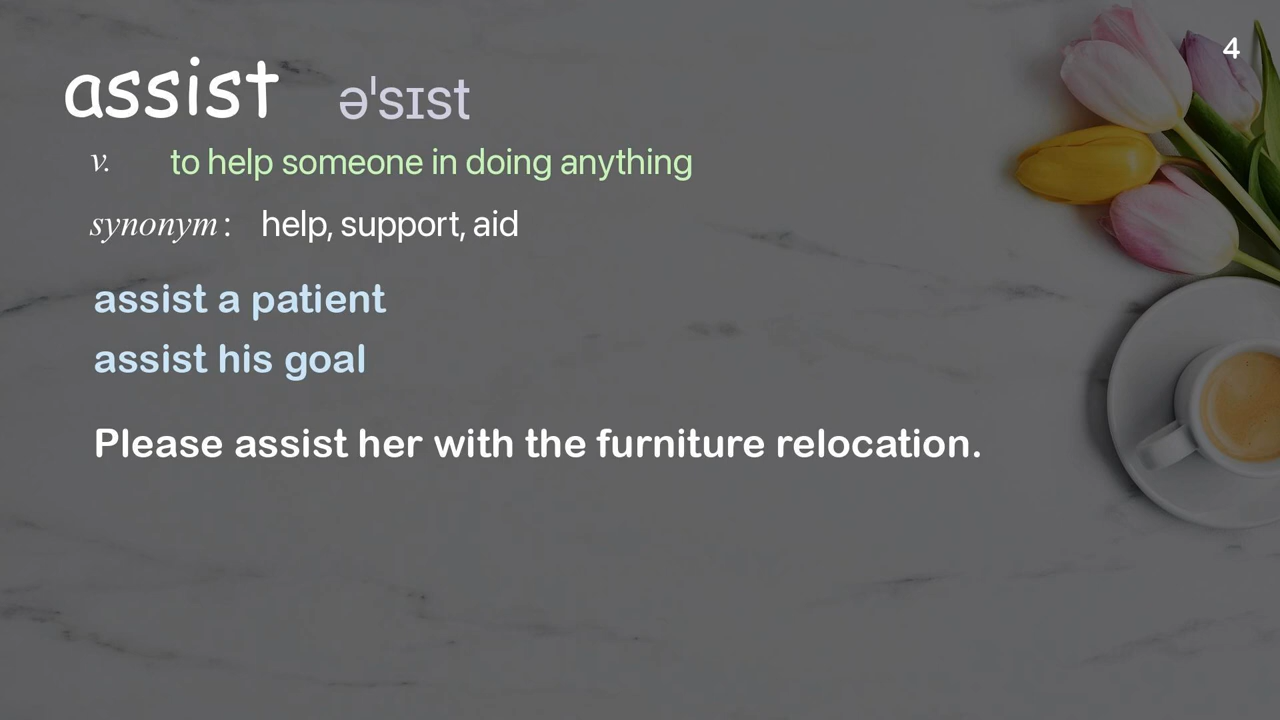 4
assist əˈsɪst
v. to help someone in doing anything
synonym: help, support, aid
assist a patient
assist his goal
Please assist her with the furniture relocation.